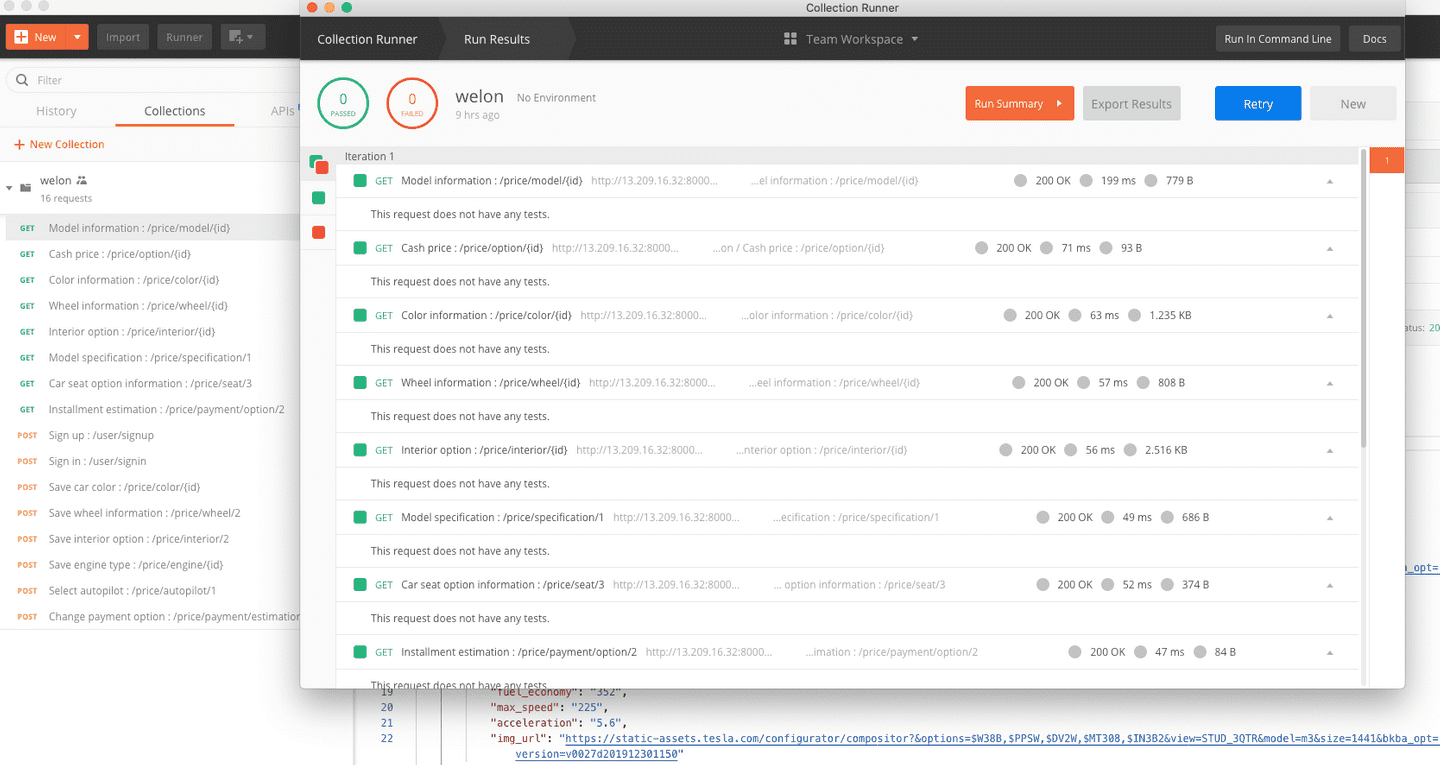 Collection Runner
New
Import
Runner
Collection Runner
Run Results
Team Workspace
Run In Command Line
Docs
Filter
History
Collections
APIs
0
PASSED
0
FAILED
welon
No Environment
9 hrs ago
Run Summary
Export Results
Retry
New
New Collection
welon
16 requests
GET Model information : /price/model/{id}
GET Cash price : /price/option/{id}
GET Color information : /price/color/{id}
GET Wheel information : /price/wheel/{id}
GET Interior option : /price/interior/{id}
GET Model specification : /price/specification/1
GET Car seat option information : /price/seat/3
GET Installment estimation : /price/payment/option/2
POST Sign up : /user/signup
POST Sign in : /user/signin
POST Save car color : /price/color/{id}
POST Save wheel information : /price/wheel/2
POST Save interior option : /price/interior/2
POST Save engine type : /price/engine/{id}
POST Select autopilot : /price/autopilot/1
POST Change payment option : /price/payment/estimation
Iteration 1
1
GET Model information : /price/model/{id} http://13.209.16.32:8000... ...el information : /price/model/{id} 200 OK 199 ms 779 B
This request does not have any tests.
GET Cash price : /price/option/{id} http://13.209.16.32:8000... ...on / Cash price : /price/option/{id} 200 OK 71 ms 93 B
This request does not have any tests.
GET Color information : /price/color/{id} http://13.209.16.32:8000... ...olor information : /price/color/{id} 200 OK 63 ms 1.235 KB
This request does not have any tests.
GET Wheel information : /price/wheel/{id} http://13.209.16.32:8000... ...eel information : /price/wheel/{id} 200 OK 57 ms 808 B
This request does not have any tests.
GET Interior option : /price/interior/{id} http://13.209.16.32:8000... ...nterior option : /price/interior/{id} 200 OK 56 ms 2.516 KB
This request does not have any tests.
GET Model specification : /price/specification/1 http://13.209.16.32:8000... ...ecification : /price/specification/1 200 OK 49 ms 686 B
This request does not have any tests.
GET Car seat option information : /price/seat/3 http://13.209.16.32:8000... ... option information : /price/seat/3 200 OK 52 ms 374 B
This request does not have any tests.
GET Installment estimation : /price/payment/option/2 http://13.209.16.32:8000... ...imation : /price/payment/option/2 200 OK 47 ms 84 B
This request does not have any tests.
atus: 20
a_opt=
19 "fuel_economy": "352",
20 "max_speed": "225",
21 "acceleration": "5.6",
22 "img_url": "https://static-assets.tesla.com/configurator/compositor?&options=$W38B,$PPSW,$DV2W,$MT308,$IN3B2&view=STUD_3QTR&model=m3&size=1441&bkba_opt=
version=v0027d201912301150"